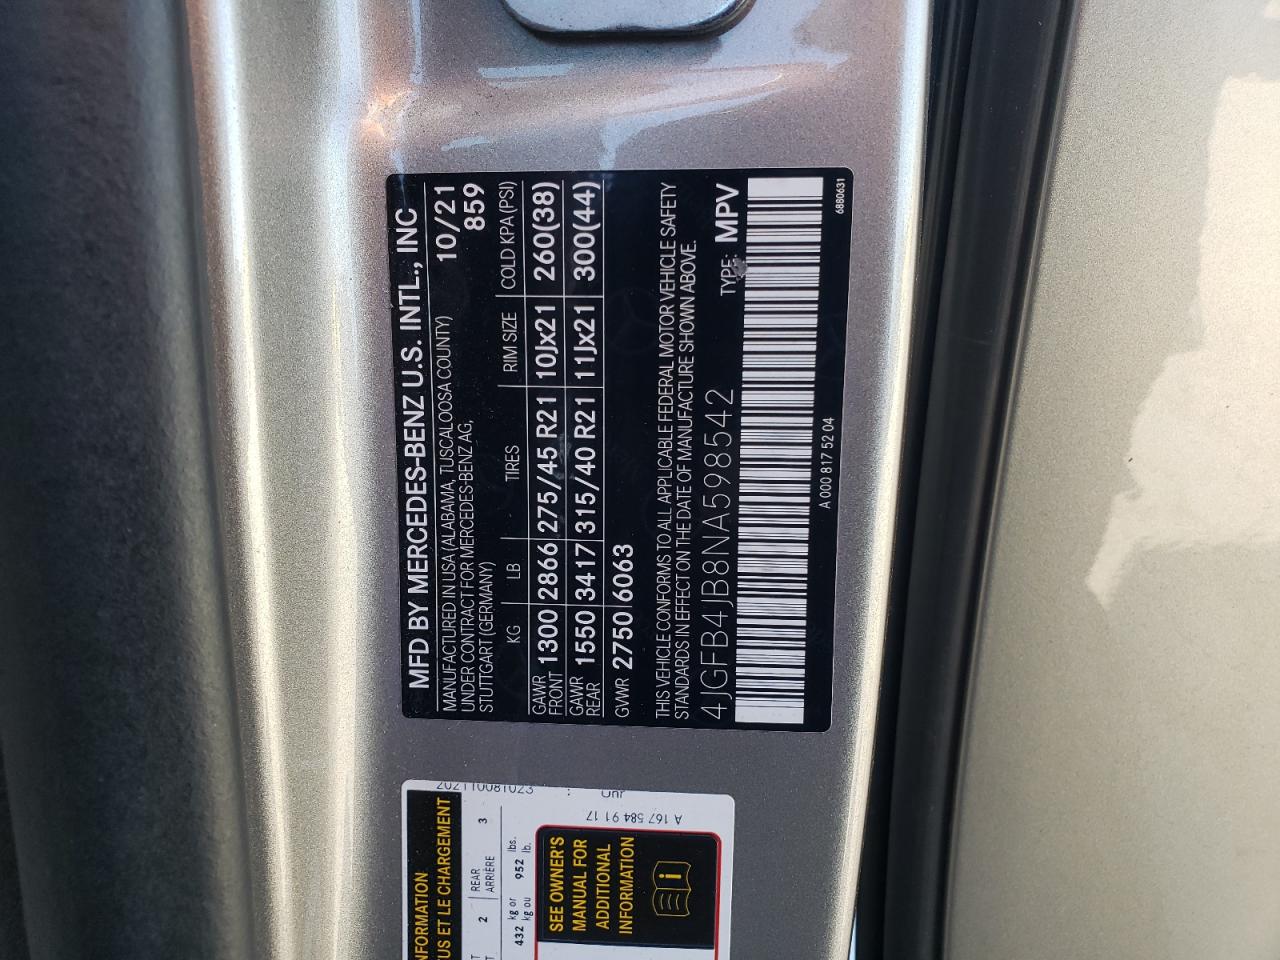 MFD BY MERCEDES-BENZ U.S. INTL., INC
MANUFACTURED IN USA (ALABAMA, TUSCALOOSA COUNTY) 10/21
UNDER CONTRACT FOR MERCEDES-BENZ AG, 859
STUTTGART (GERMANY)
KG LB TIRES RIM SIZE COLD KPA (PSI)
GAWR FRONT 1300 2866 275/45 R21 10Jx21 260(38)
GAWR REAR 1550 3417 315/40 R21 11Jx21 300(44)
GVWR 2750 6063
THIS VEHICLE CONFORMS TO ALL APPLICABLE FEDERAL MOTOR VEHICLE SAFETY
STANDARDS IN EFFECT ON THE DATE OF MANUFACTURE SHOWN ABOVE.
4JGFB4JB8NA598542 TYPE: MPV
A 000 817 52 04 6880631
NFORMATION
US ET LE CHARGEMENT
2 REAR 3
ARRIÈRE
432 kg or 952 lbs.
kg ou lb.
SEE OWNER'S
MANUAL FOR
ADDITIONAL
INFORMATION
A 167 584 91 17